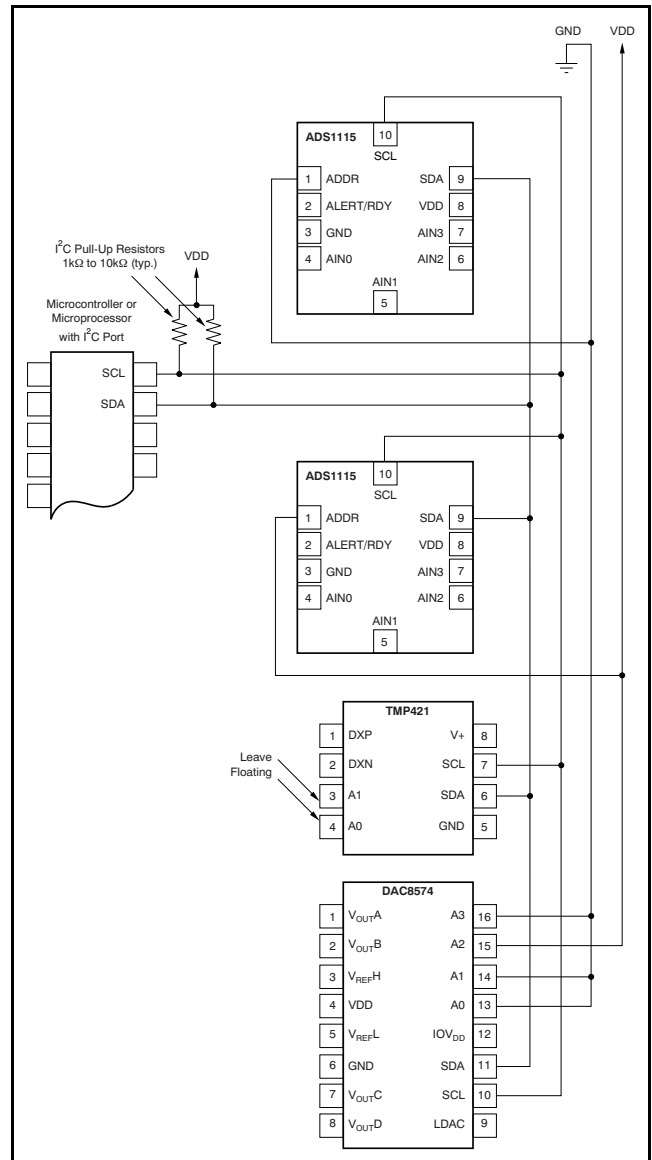 GND VDD
ADS1115
10
SCL
1 ADDR SDA 9
2 ALERT/RDY VDD 8
3 GND AIN3 7
4 AIN0 AIN2 6
AIN1
5
I²C Pull-Up Resistors
1kΩ to 10kΩ (typ.)
VDD
Microcontroller or
Microprocessor
with I²C Port
SCL
SDA
ADS1115
10
SCL
1 ADDR SDA 9
2 ALERT/RDY VDD 8
3 GND AIN3 7
4 AIN0 AIN2 6
AIN1
5
TMP421
1 DXP V+ 8
2 DXN SCL 7
Leave
Floating
3 A1 SDA 6
4 A0 GND 5
DAC8574
1 VOUTA A3 16
2 VOUTB A2 15
3 VREFH A1 14
4 VDD A0 13
5 VREFL IOVDD 12
6 GND SDA 11
7 VOUTC SCL 10
8 VOUTD LDAC 9